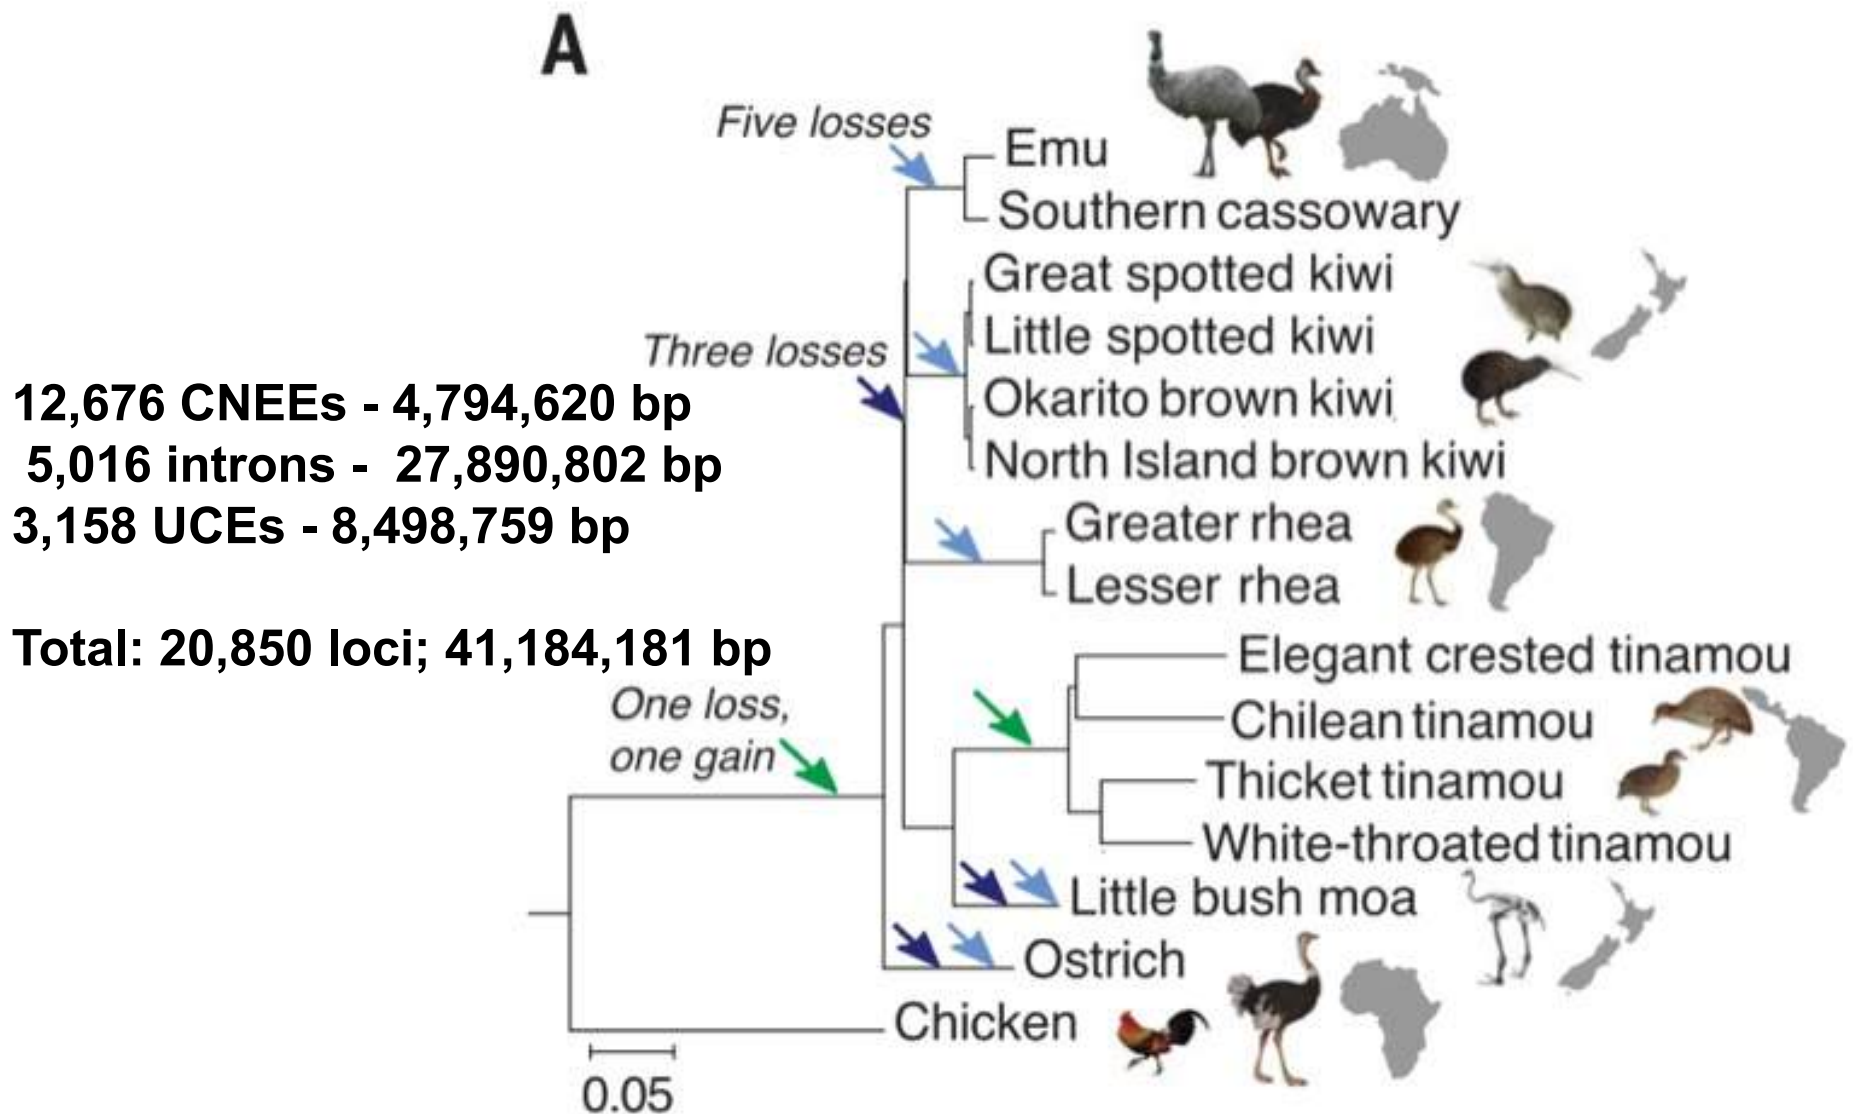 A
Five losses
Emu
Southern cassowary
Great spotted kiwi
Three losses
Little spotted kiwi
12,676 CNEEs - 4,794,620 bp
Okarito brown kiwi
5,016 introns - 27,890,802 bp
North Island brown kiwi
3,158 UCEs - 8,498,759 bp
Greater rhea
Lesser rhea
Total: 20,850 loci; 41,184,181 bp
Elegant crested tinamou
One loss,
one gain
Chilean tinamou
Thicket tinamou
White-throated tinamou
Little bush moa
Ostrich
Chicken
0.05